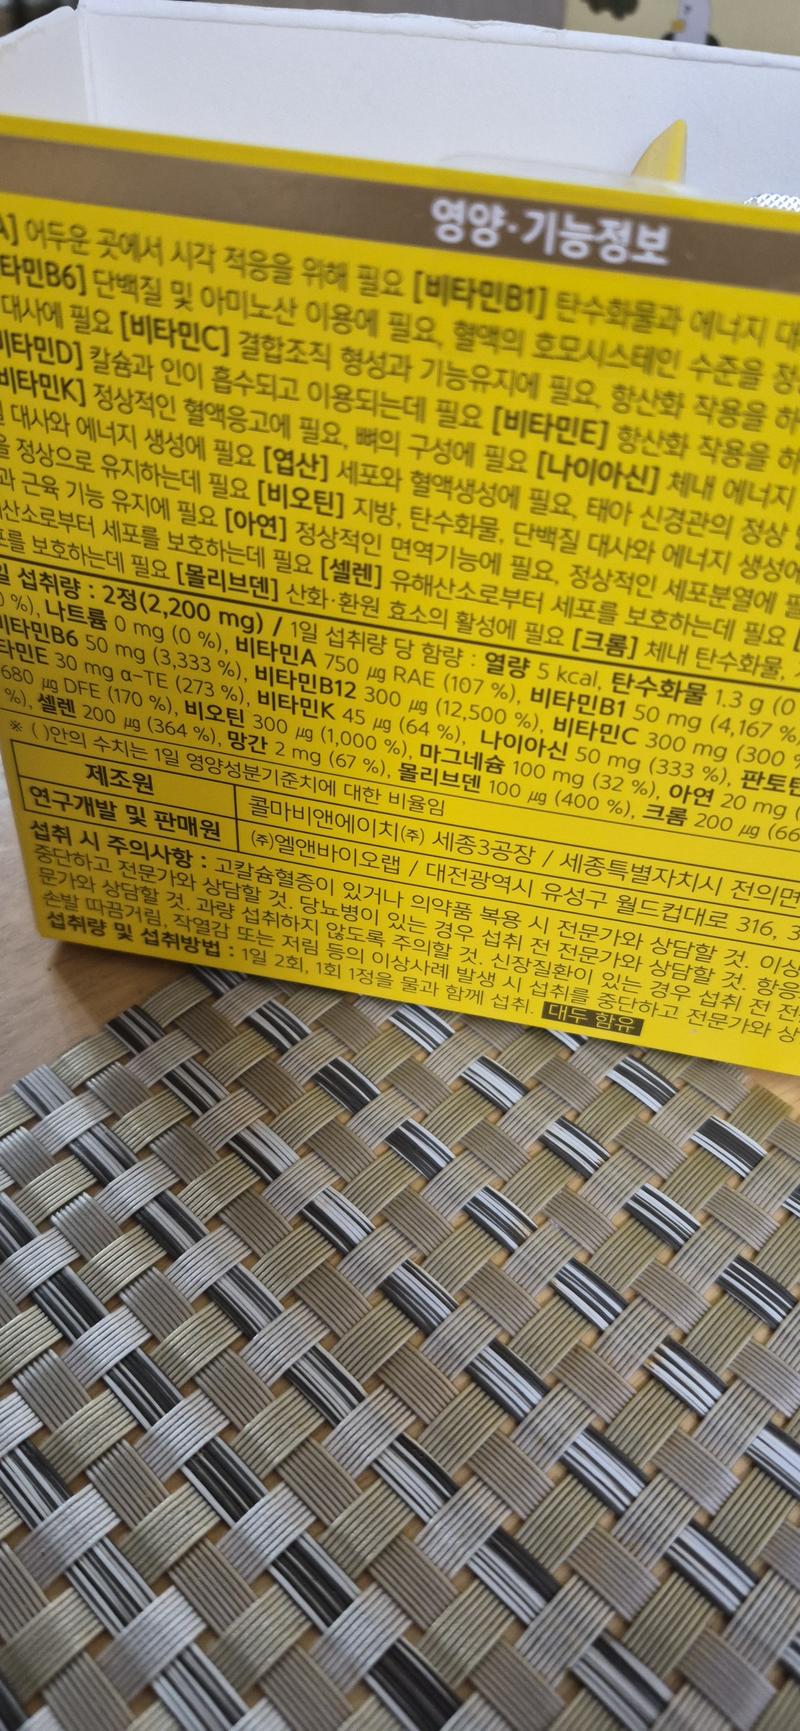 영양·기능정보
A] 어두운 곳에서 시각 적응을 위해 필요 [비타민B1] 탄수화물과 에너지 대
타민B6] 단백질 및 아미노산 이용에 필요, 혈액의 호모시스테인 수준을 정
대사에 필요 [비타민C] 결합조직 형성과 기능유지에 필요, 항산화 작용을 하
비타민D] 칼슘과 인이 흡수되고 이용되는데 필요 [비타민E] 항산화 작용을 하
비타민K] 정상적인 혈액응고에 필요, 뼈의 구성에 필요 [나이아신] 체내 에너지
대사와 에너지 생성에 필요 [엽산] 세포와 혈액생성에 필요, 태아 신경관의 정상
을 정상으로 유지하는데 필요 [비오틴] 지방, 탄수화물, 단백질 대사와 에너지 생성에
과 근육 기능 유지에 필요 [아연] 정상적인 면역기능에 필요, 정상적인 세포분열에 필
산소로부터 세포를 보호하는데 필요 [셀렌] 유해산소로부터 세포를 보호하는데 필요
를 보호하는데 필요 [몰리브덴] 산화·환원 효소의 활성에 필요 [크롬] 체내 탄수화물,
일 섭취량 : 2정(2,200 mg) / 1일 섭취량 당 함량 : 열량 5 kcal, 탄수화물 1.3 g (0
%), 나트륨 0 mg (0 %), 비타민A 750 ㎍ RAE (107 %), 비타민B1 50 mg (4,167 %)
비타민B6 50 mg (3,333 %), 비타민B12 300 ㎍ (12,500 %), 비타민C 300 mg (300 %
타민E 30 mg α-TE (273 %), 비타민K 45 ㎍ (64 %), 나이아신 50 mg (333 %), 판토텐
680 ㎍ DFE (170 %), 비오틴 300 ㎍ (1,000 %), 마그네슘 100 mg (32 %), 아연 20 mg (
%), 셀렌 200 ㎍ (364 %), 망간 2 mg (67 %), 몰리브덴 100 ㎍ (400 %), 크롬 200 ㎍ (66
※ ( )안의 수치는 1일 영양성분기준치에 대한 비율임
제조원 콜마비앤에이치(주) 세종3공장 / 세종특별자치시 전의면
연구개발 및 판매원 (주)엘앤바이오랩 / 대전광역시 유성구 월드컵대로 316, 3
섭취 시 주의사항 : 고칼슘혈증이 있거나 의약품 복용 시 전문가와 상담할 것. 이상
중단하고 전문가와 상담할 것. 당뇨병이 있는 경우 섭취 전 전문가와 상담할 것. 항응
문가와 상담할 것. 과량 섭취하지 않도록 주의할 것. 신장질환이 있는 경우 섭취 전 전
손발 따끔거림, 작열감 또는 저림 등의 이상사례 발생 시 섭취를 중단하고 전문가와 상
섭취량 및 섭취방법 : 1일 2회, 1회 1정을 물과 함께 섭취. 대두 함유